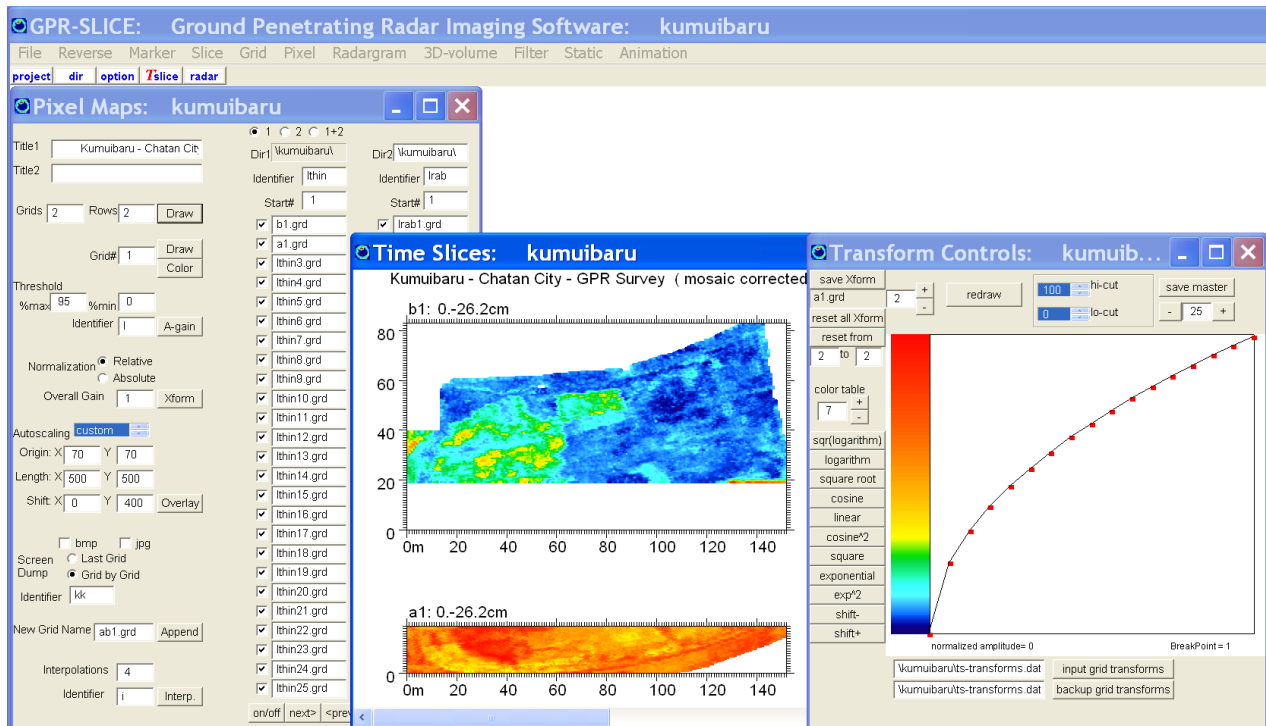 GPR-SLICE: Ground Penetrating Radar Imaging Software: kumuibaru
File Reverse Marker Slice Grid Pixel Radargram 3D-volume Filter Static Animation
project dir option Tslice radar
Pixel Maps: kumuibaru
1 2 1+2
Title1 Kumuibaru - Chatan City
Dir1 \kumuibaru\ Dir2 \kumuibaru\
Title2
Identifier lthin Identifier lrab
Start# 1 Start# 1
Grids 2 Rows 2 Draw
b1.grd lrab1.grd
Grid# 1 Draw
Color
a1.grd
lthin3.grd
lthin4.grd
lthin5.grd
lthin6.grd
lthin7.grd
lthin8.grd
lthin9.grd
lthin10.grd
lthin11.grd
lthin12.grd
lthin13.grd
lthin14.grd
lthin15.grd
lthin16.grd
lthin17.grd
lthin18.grd
lthin19.grd
lthin20.grd
lthin21.grd
lthin22.grd
lthin23.grd
lthin24.grd
lthin25.grd
on/off next> <prev
Threshold
%max 95 %min 0
Identifier l A-gain
Normalization Relative
Absolute
Overall Gain 1 Xform
Autoscaling custom
Origin: X 70 Y 70
Length: X 500 Y 500
Shift: X 0 Y 400 Overlay
bmp jpg
Screen Dump Last Grid
Grid by Grid
Identifier kk
New Grid Name ab1.grd Append
Interpolations 4
Identifier i Interp.
Time Slices: kumuibaru
Kumuibaru - Chatan City - GPR Survey ( mosaic corrected
b1: 0.-26.2cm
80
60
40
20
0
0m 20 40 60 80 100 120 140
a1: 0.-26.2cm
0
Transform Controls: kumuib...
save Xform
a1.grd 2 + -
redraw
100 hi-cut
0 lo-cut
save master
- 25 +
reset all Xform
reset from
2 to 2
color table
7 + -
sqr(logarithm)
logarithm
square root
cosine
linear
cosine^2
square
exponential
exp^2
shift-
shift+
normalized amplitude= 0 BreakPoint = 1
\kumuibaru\ts-transforms.dat input grid transforms
\kumuibaru\ts-transforms.dat backup grid transforms